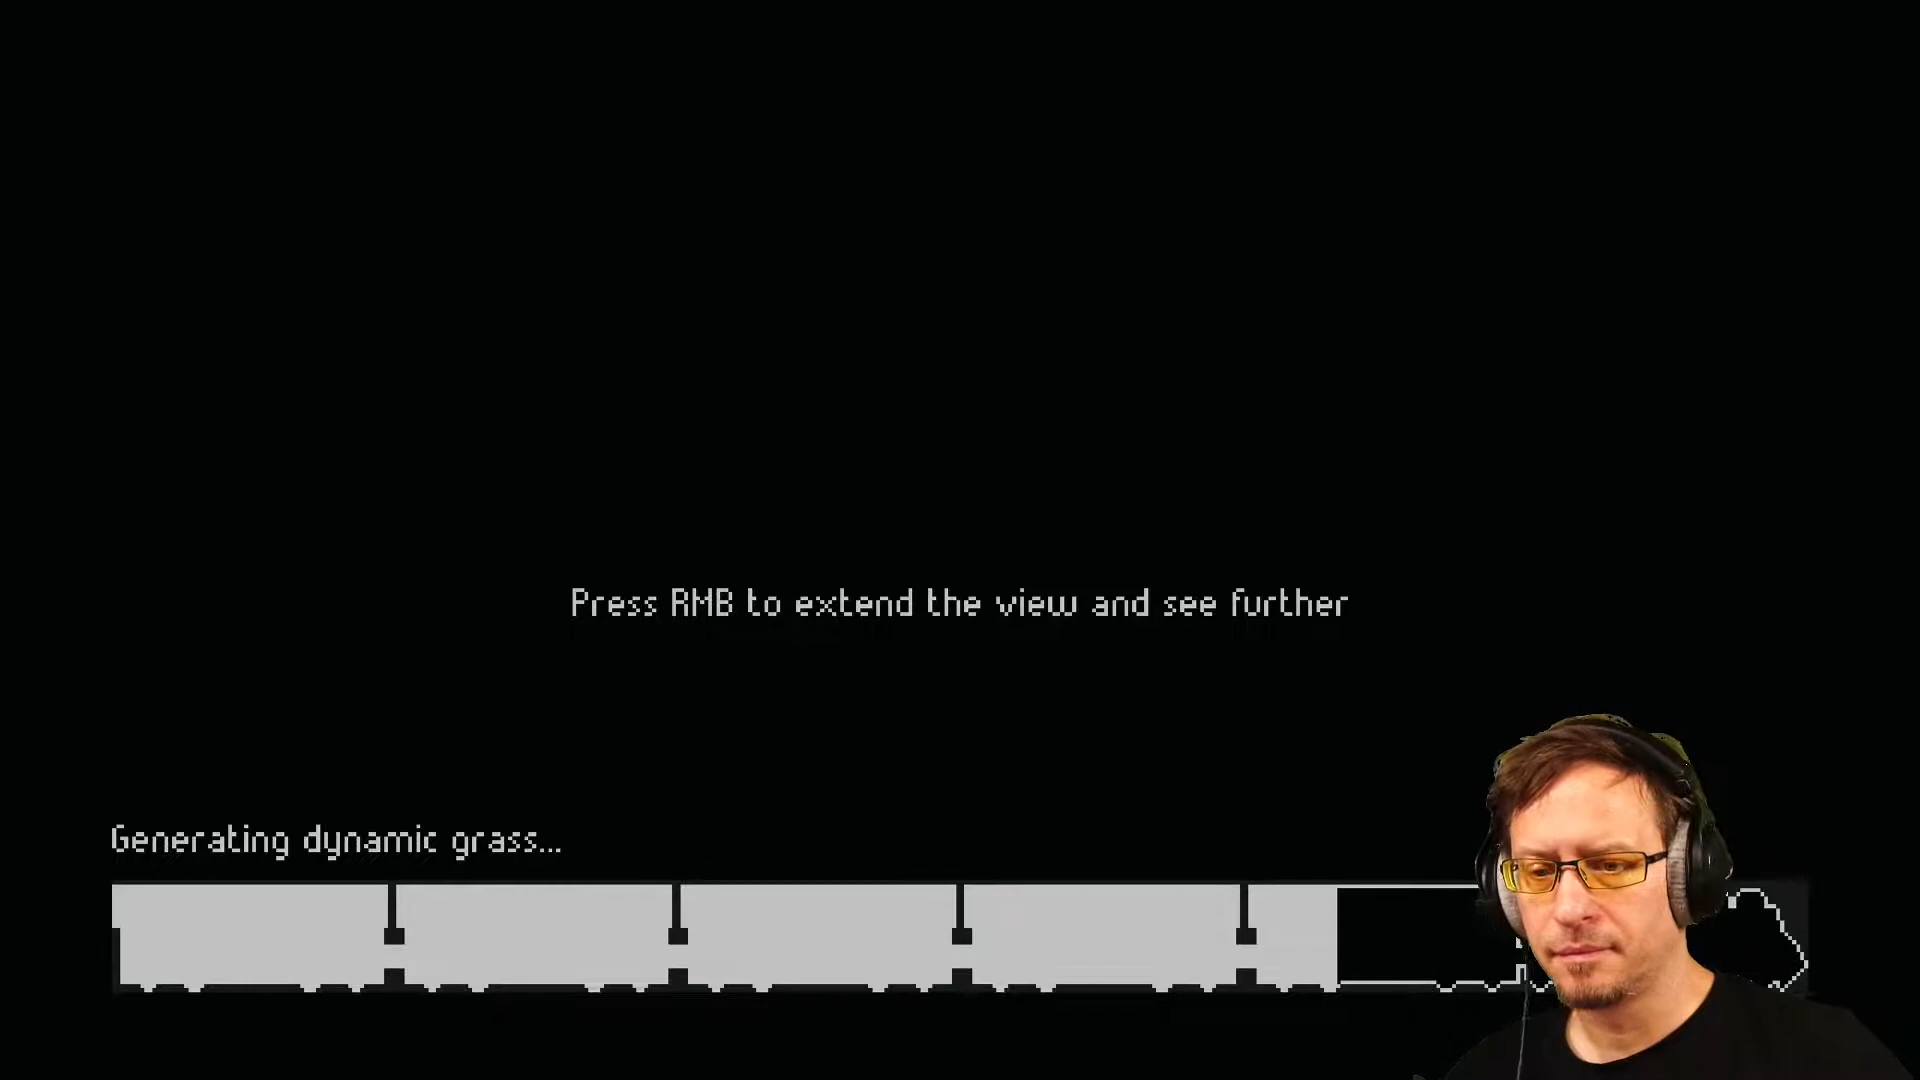 Press RMB to extend the view and see further
Generating dynamic grass...